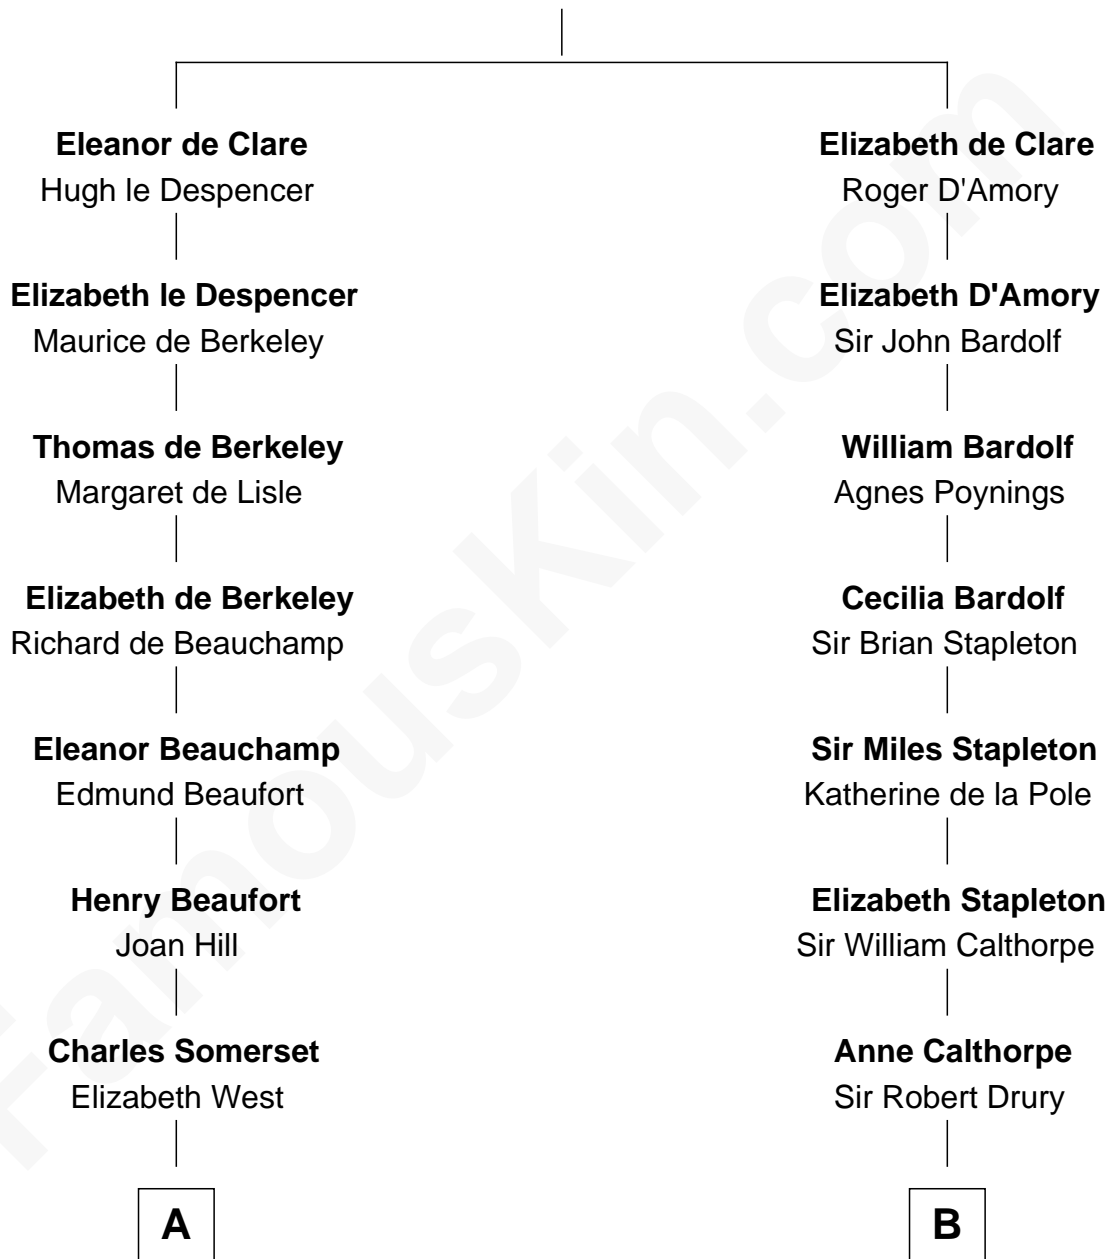 Eleanor de Clare
Hugh le Despencer
Elizabeth le Despencer
Maurice de Berkeley
Thomas de Berkeley
Margaret de Lisle
Elizabeth de Berkeley
Richard de Beauchamp
Eleanor Beauchamp
Edmund Beaufort
Henry Beaufort
Joan Hill
Charles Somerset
Elizabeth West
A
Elizabeth de Clare
Roger D'Amory
Elizabeth D'Amory
Sir John Bardolf
William Bardolf
Agnes Poynings
Cecilia Bardolf
Sir Brian Stapleton
Sir Miles Stapleton
Katherine de la Pole
Elizabeth Stapleton
Sir William Calthorpe
Anne Calthorpe
Sir Robert Drury
B
FamousKin.com